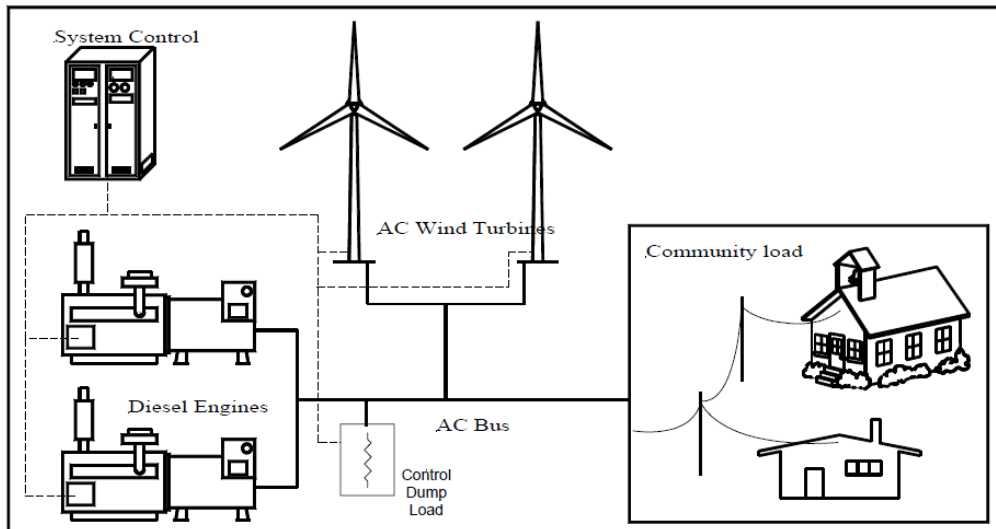 System Control
AC Wind Turbines
Community load
Diesel Engines
AC Bus
Control
Dump
Load